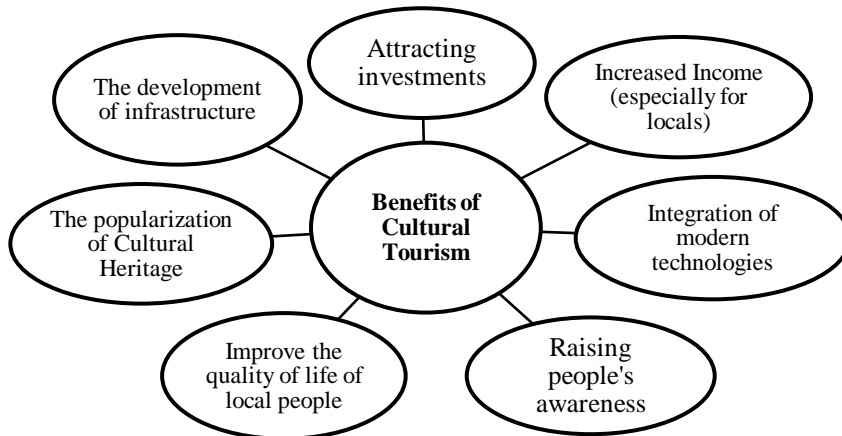 Attracting
investments
The development
of infrastructure
Increased Income
(especially for
locals)
Benefits of
Cultural
Tourism
The popularization
of Cultural
Heritage
Integration of
modern
technologies
Improve the
quality of life of
local people
Raising
people's
awareness